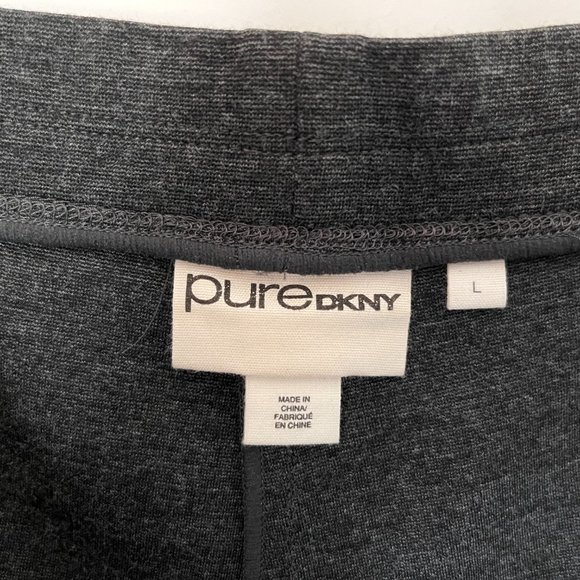 pure DKNY
L
MADE IN
CHINA/
FABRIQUÉ
EN CHINE